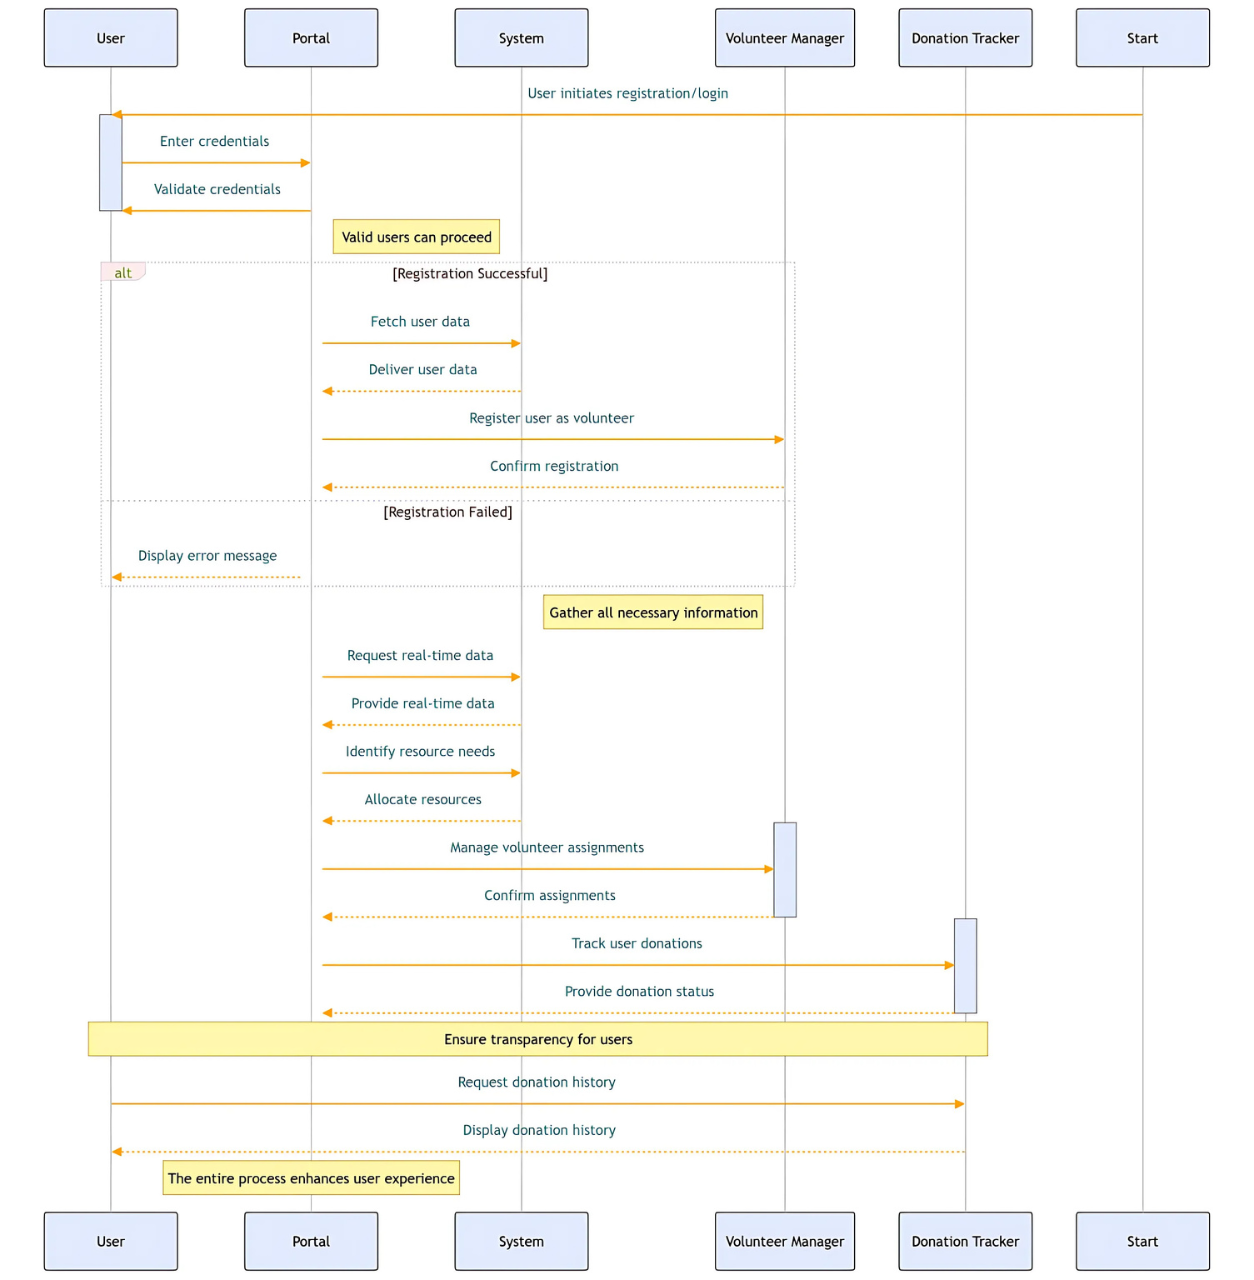 User
Portal
System
Volunteer Manager
Donation Tracker
Start
User initiates registration/login
Enter credentials
Validate credentials
Valid users can proceed
alt
[Registration Successful]
Fetch user data
Deliver user data
Register user as volunteer
Confirm registration
[Registration Failed]
Display error message
Gather all necessary information
Request real-time data
Provide real-time data
Identify resource needs
Allocate resources
Manage volunteer assignments
Confirm assignments
Track user donations
Provide donation status
Ensure transparency for users
Request donation history
Display donation history
The entire process enhances user experience
User
Portal
System
Volunteer Manager
Donation Tracker
Start